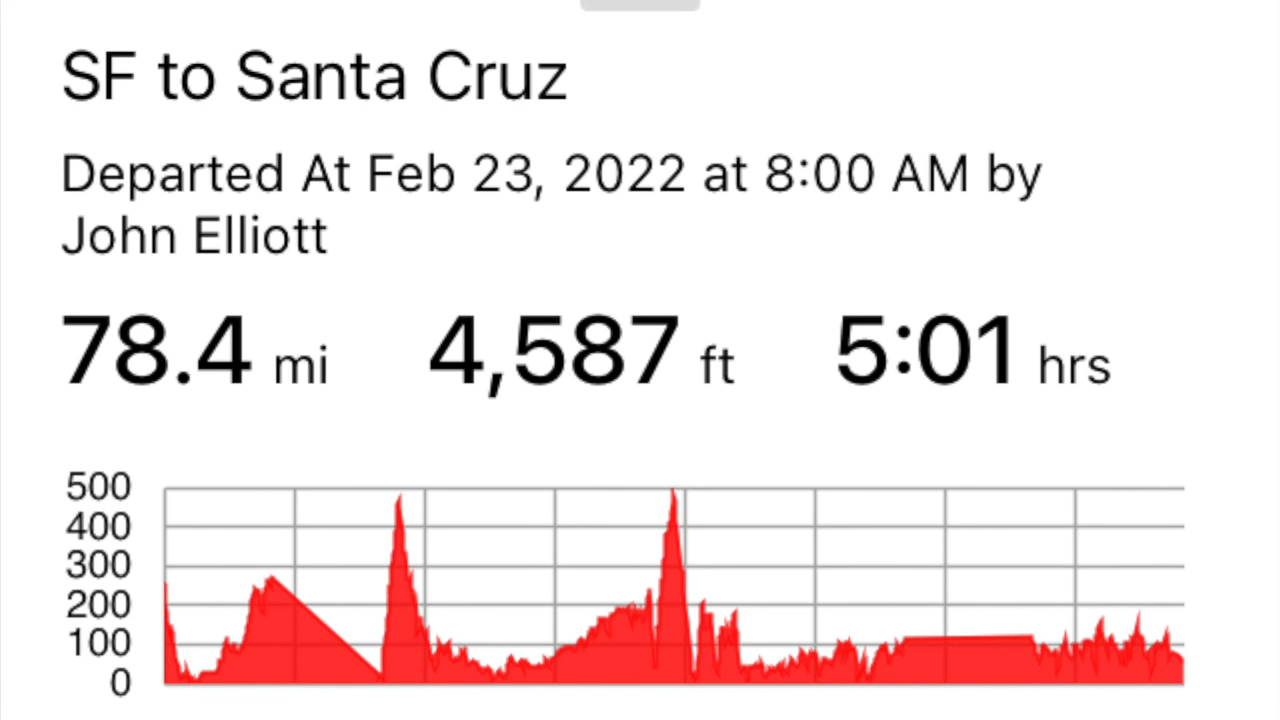 SF to Santa Cruz
Departed At Feb 23, 2022 at 8:00 AM by
John Elliott
78.4 mi 4,587 ft 5:01 hrs
500
400
300
200
100
0